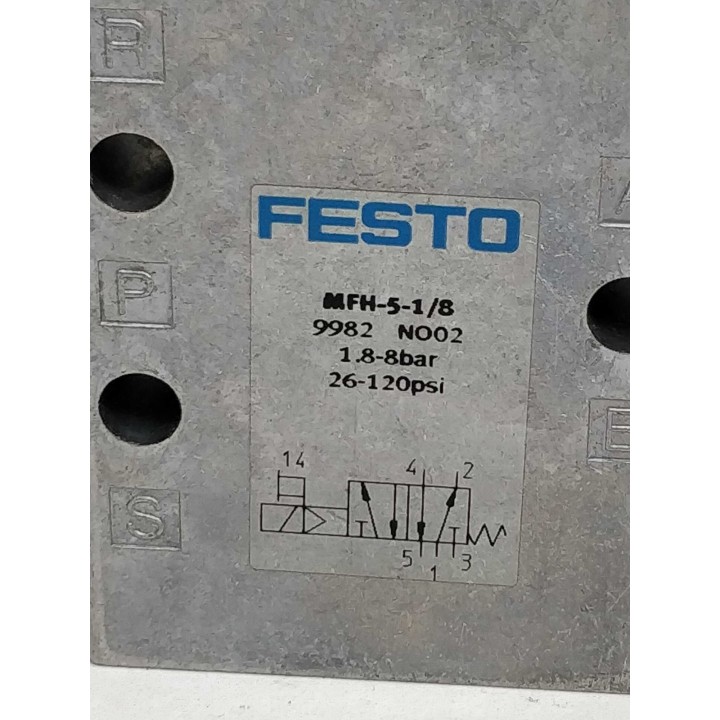 R
P
S
FESTO
MFH-5-1/8
9982 NO02
1.8-8bar
26-120psi
14
4 2
5 1 3